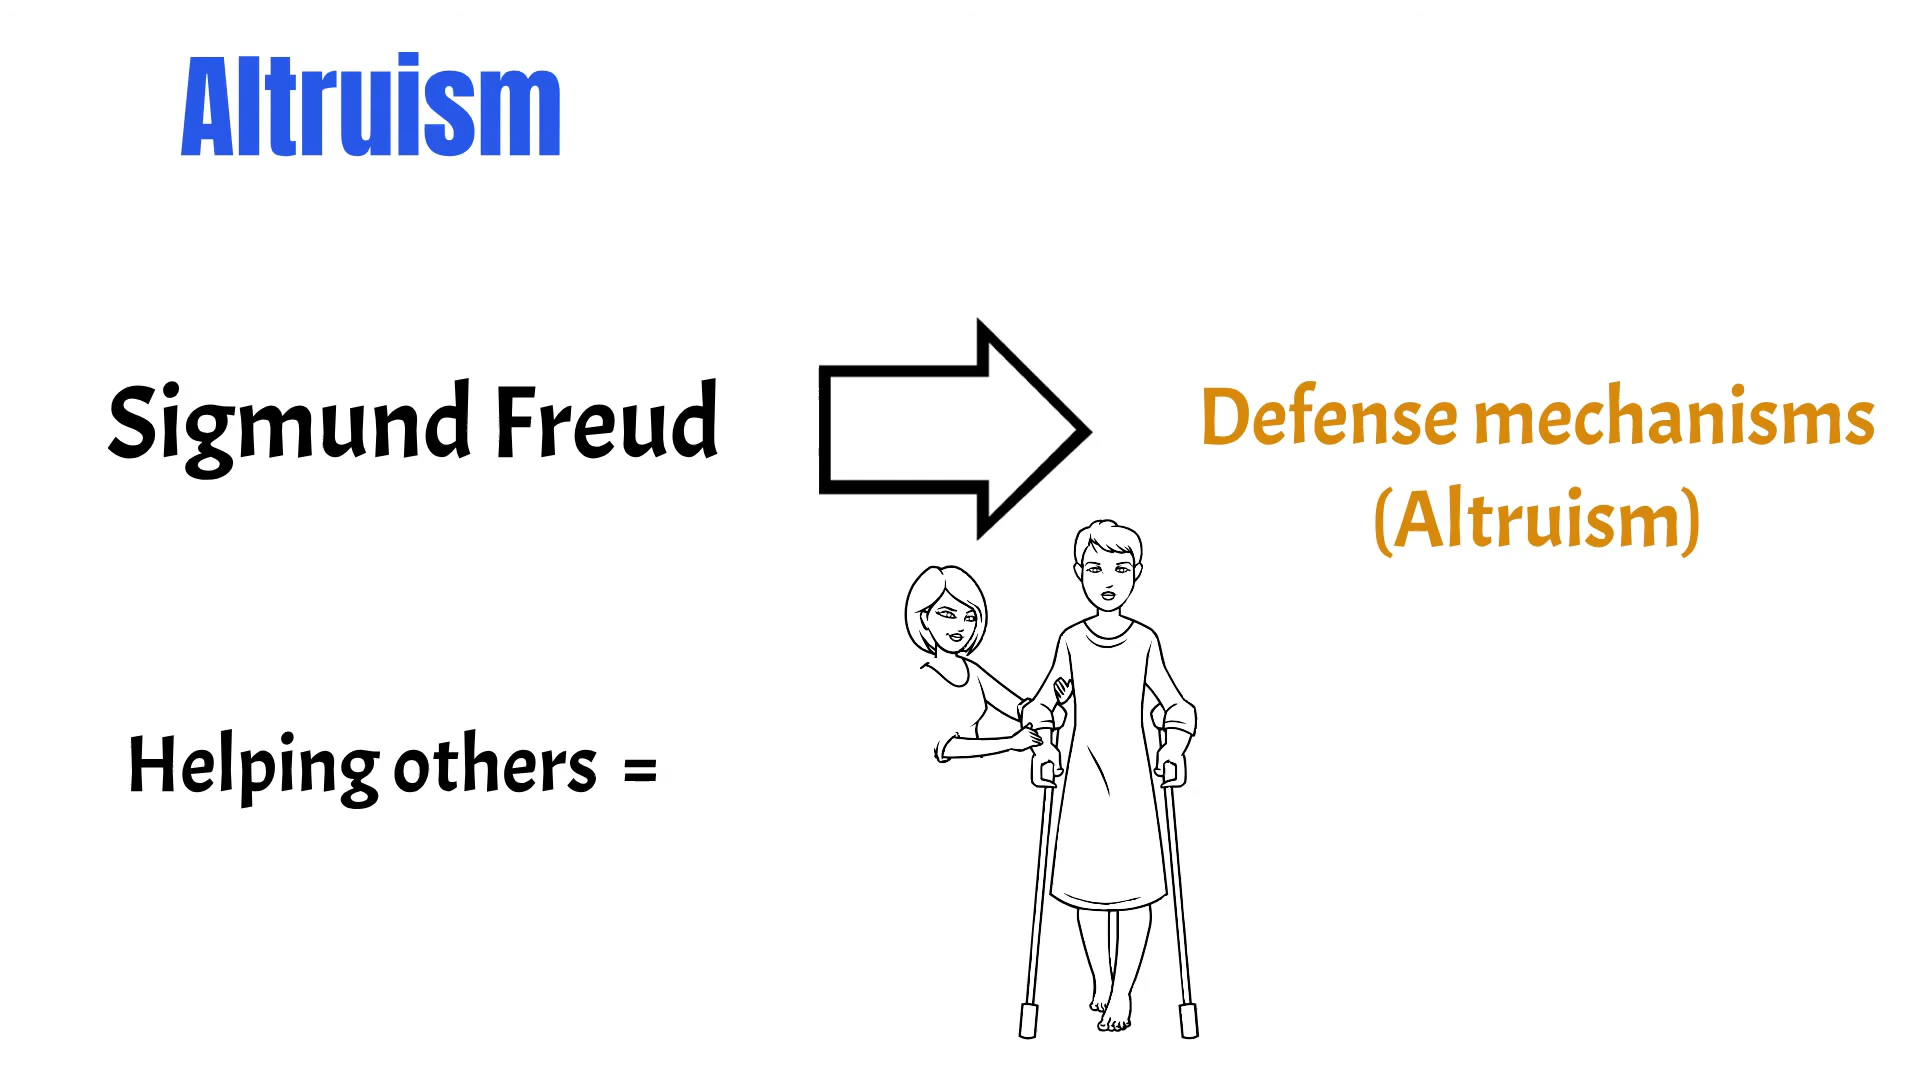 Altruism
Sigmund Freud
Defense mechanisms
(Altruism)
Helping others =